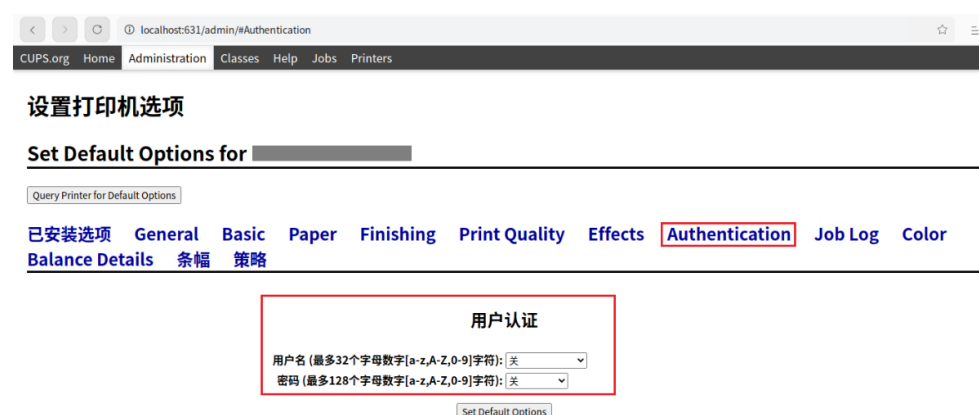 localhost:631/admin/#Authentication
CUPS.org Home Administration Classes Help Jobs Printers
设置打印机选项
Set Default Options for
Query Printer for Default Options
已安装选项 General Basic Paper Finishing Print Quality Effects Authentication Job Log Color
Balance Details 条幅 策略
用户认证
用户名 (最多32个字母数字[a-z,A-Z,0-9]字符): 关
密码 (最多128个字母数字[a-z,A-Z,0-9]字符): 关
Set Default Options